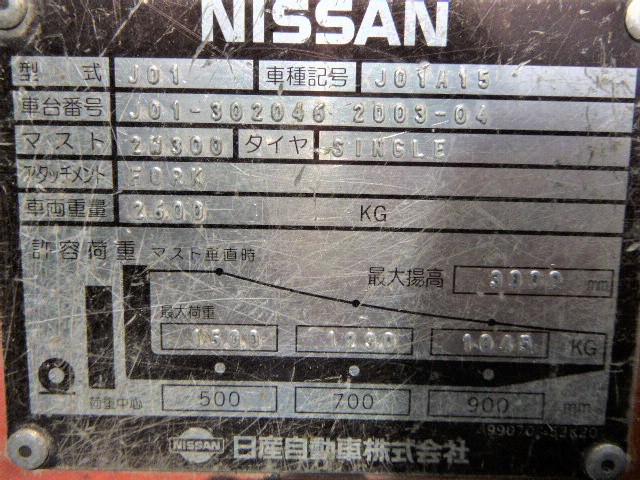 NISSAN
型式 J01 車種記号 J01A15
車台番号 J01-302046 2003-04
マスト 2M300 タイヤ SINGLE
アタッチメント FORK
車両重量 2600 KG
許容荷重 マスト垂直時
最大揚高 3000 mm
最大荷重
1500 1230 1045 KG
荷重中心 500 700 900 mm
NISSAN 日産自動車株式会社